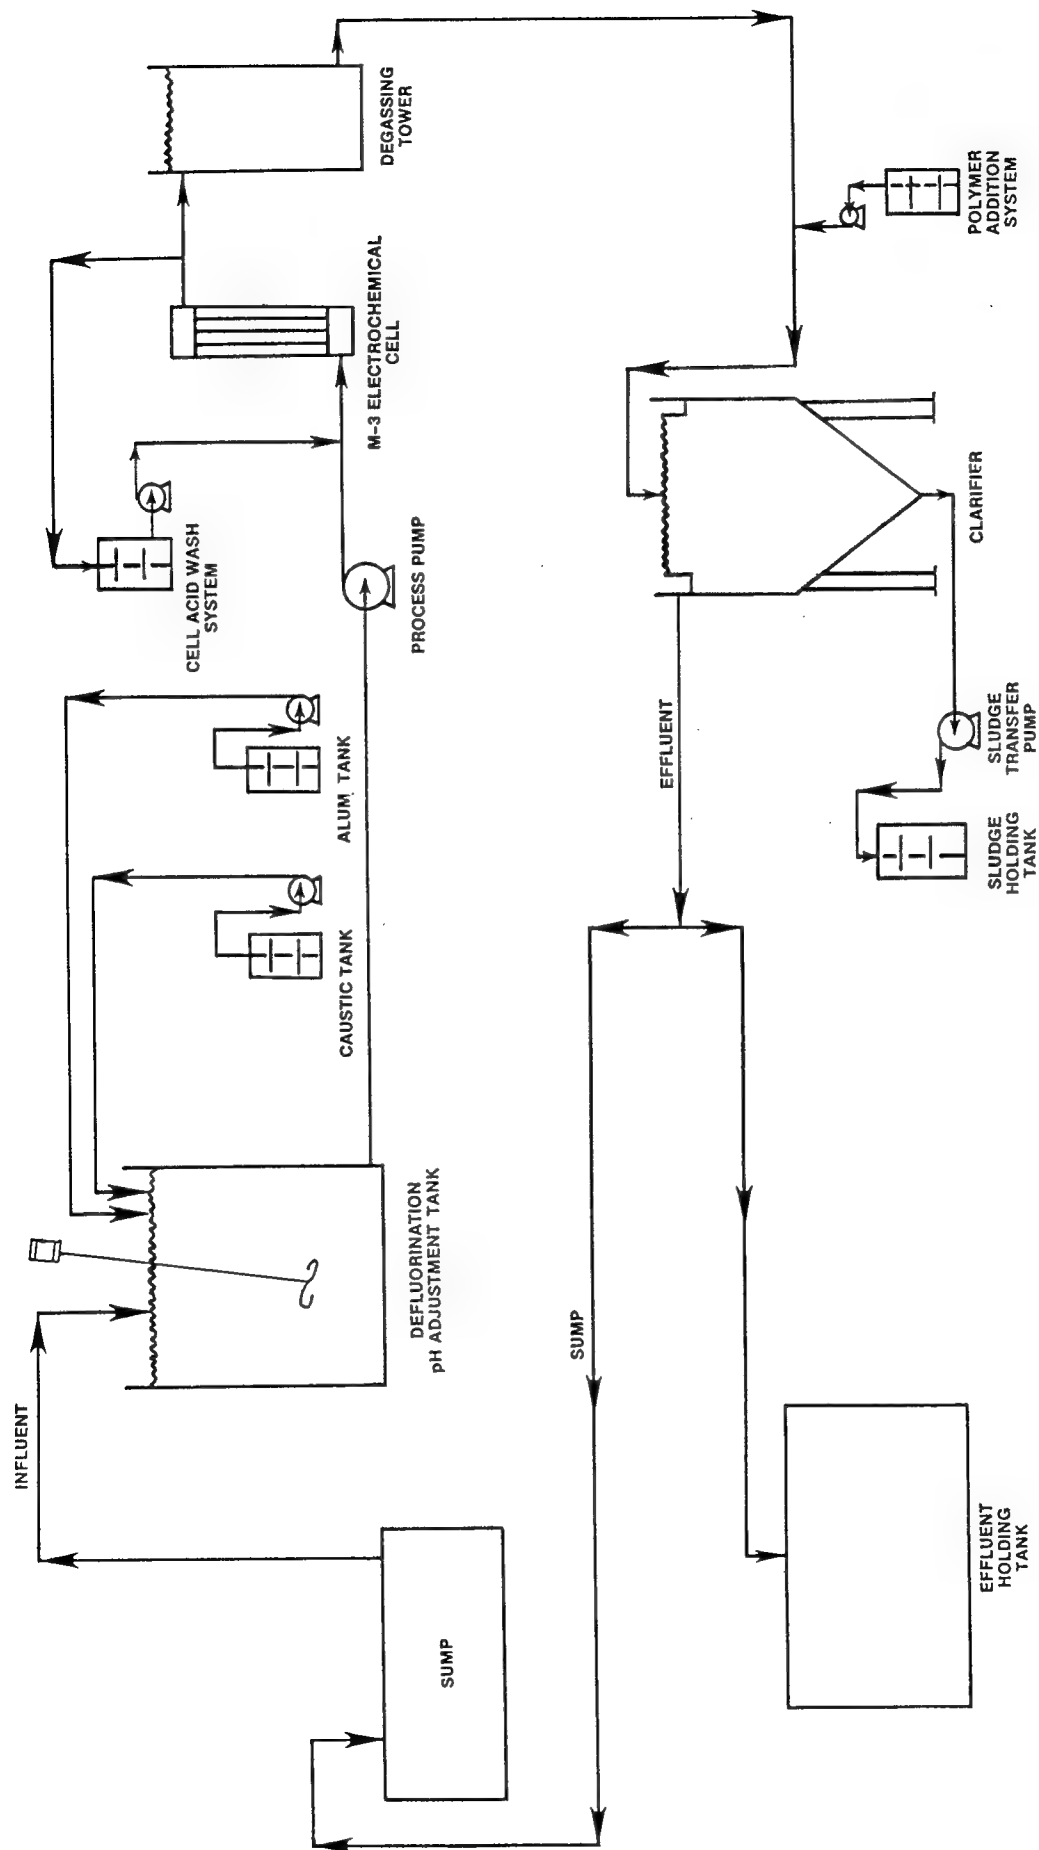 SUMP
INFLUENT
DEFLUORINATION
pH ADJUSTMENT TANK
CAUSTIC TANK
ALUM TANK
CELL ACID WASH
SYSTEM
PROCESS PUMP
M-3 ELECTROCHEMICAL
CELL
DEGASSING
TOWER
EFFLUENT
HOLDING
TANK
SUMP
EFFLUENT
SLUDGE
HOLDING
TANK
SLUDGE
TRANSFER
PUMP
CLARIFIER
POLYMER
ADDITION
SYSTEM